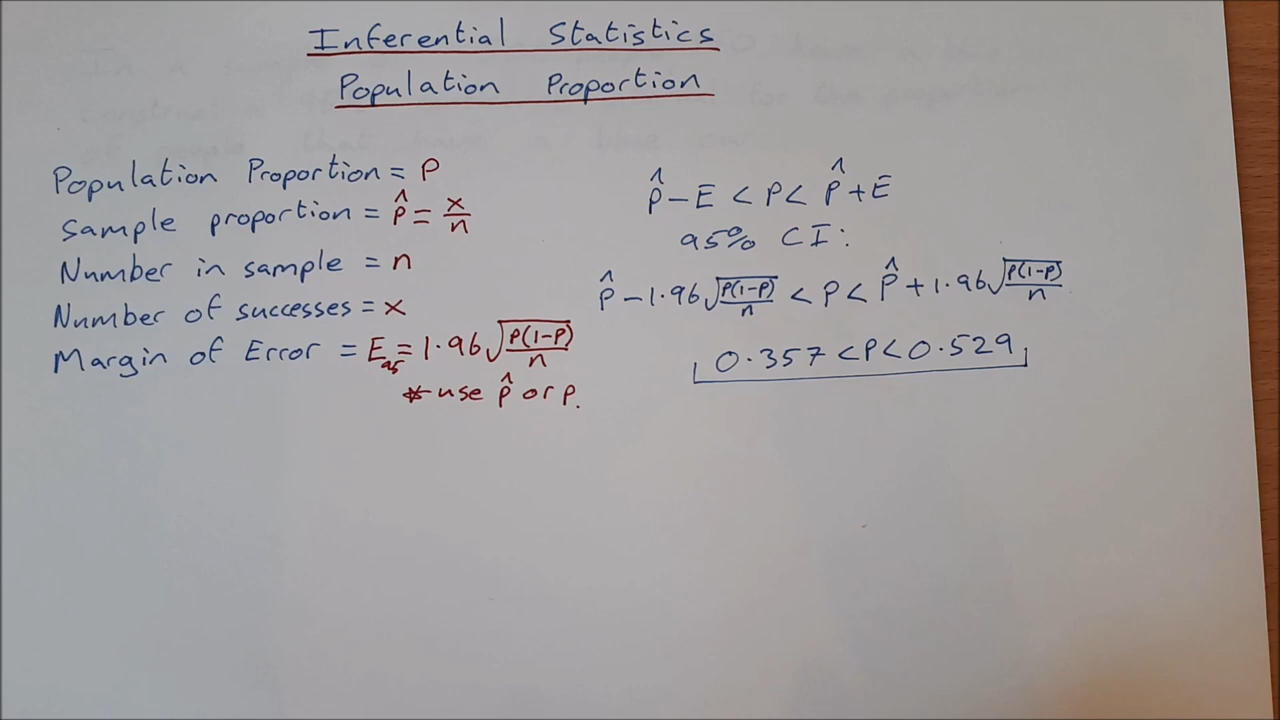 Inferential Statistics
Population Proportion
Population Proportion = P
Sample proportion = p̂ = x/n
Number in sample = n
Number of successes = x
Margin of Error = E₉₅ = 1.96√(p(1-p)/n)
* use p̂ or p.
p̂ - E < p < p̂ + E
95% CI:
p̂ - 1.96√(p(1-p)/n) < p < p̂ + 1.96√(p(1-p)/n)
0.357 < p < 0.529